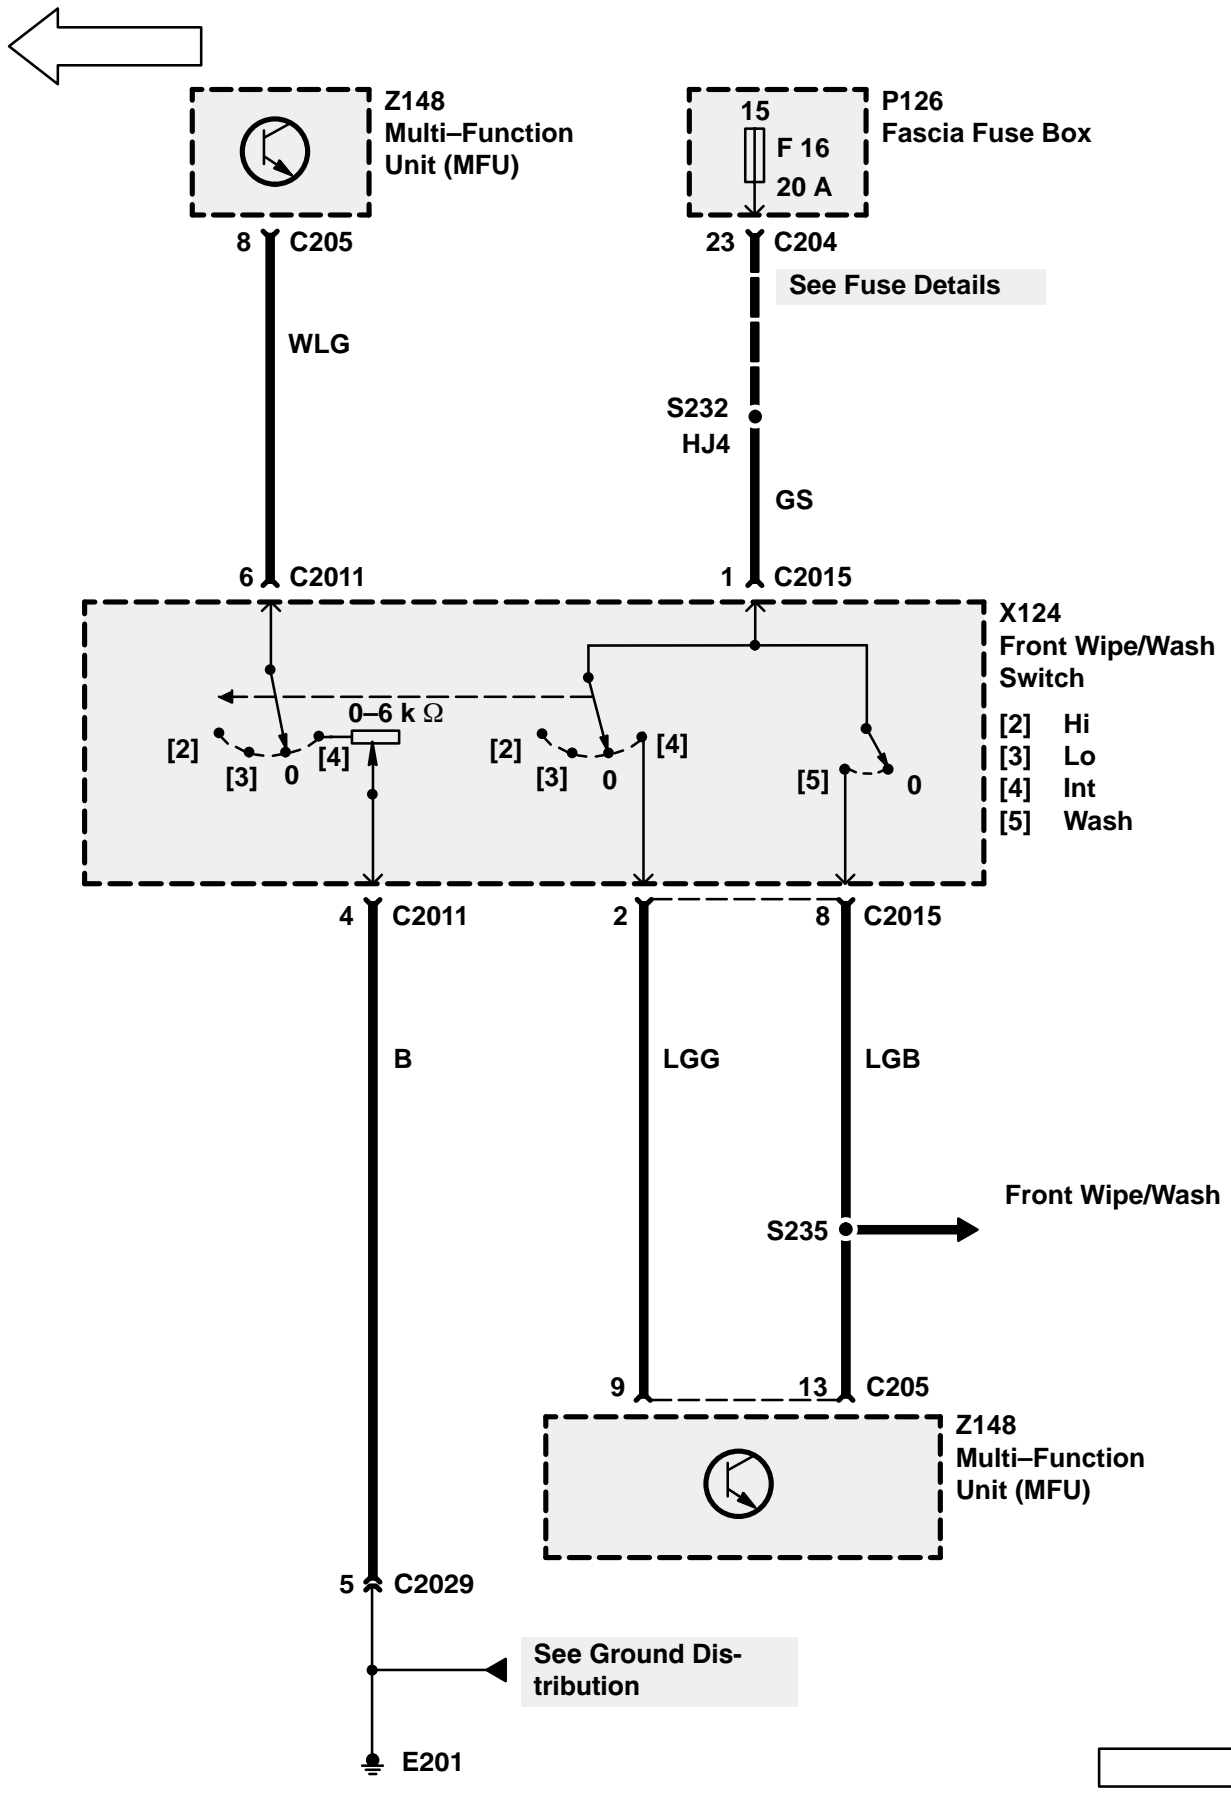 Z148
Multi–Function
Unit (MFU)
P126
Fascia Fuse Box
15
F 16
20 A
8 C205
23 C204
See Fuse Details
WLG
S232
HJ4
GS
6 C2011
1 C2015
X124
Front Wipe/Wash
Switch
[2] Hi
[3] Lo
[4] Int
[5] Wash
0–6 k Ω
[2] [3] 0 [4]
[2] [3] 0 [4]
[5] 0
4 C2011
2 8 C2015
B
LGG
LGB
Front Wipe/Wash
S235
9 13 C205
Z148
Multi–Function
Unit (MFU)
5 C2029
See Ground Dis-
tribution
E201